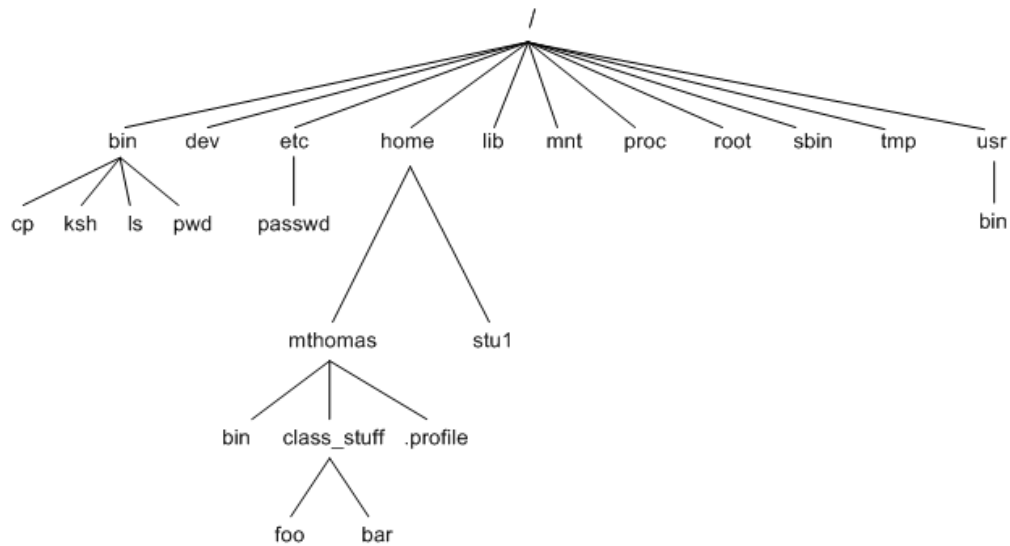 /
bin dev etc home lib mnt proc root sbin tmp usr
cp ksh ls pwd passwd bin
mthomas stu1
bin class_stuff .profile
foo bar